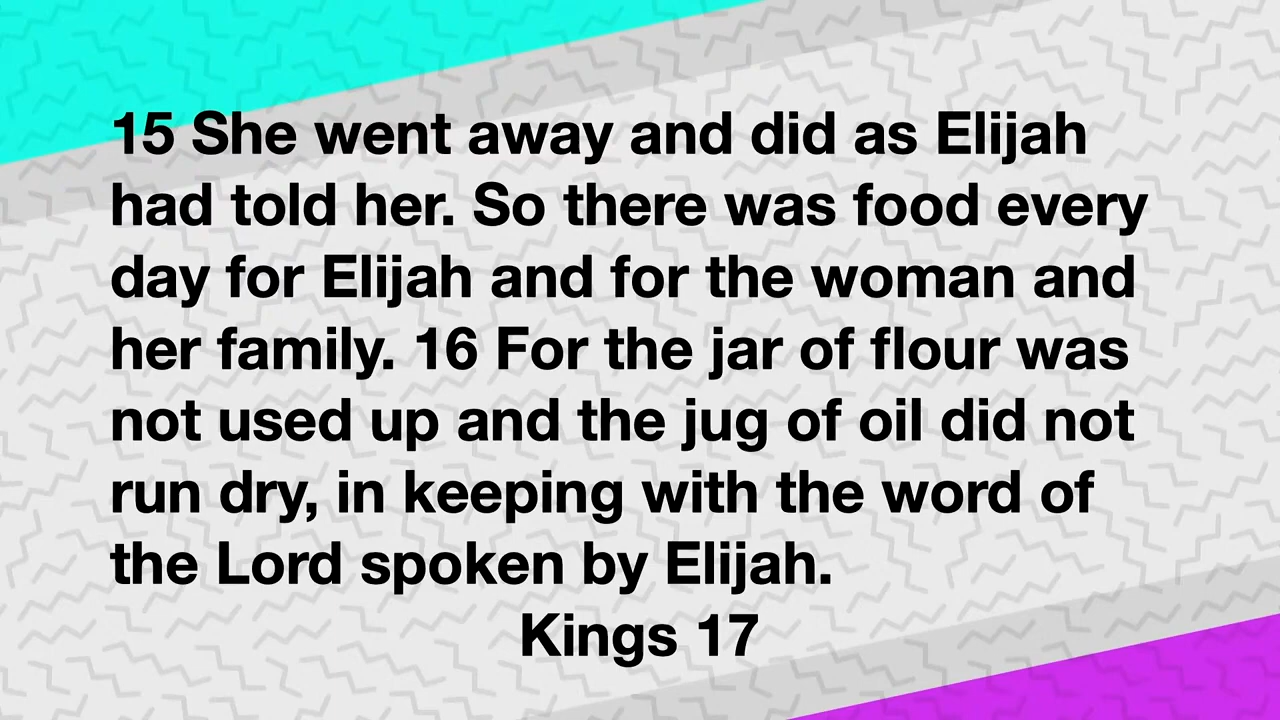 15 She went away and did as Elijah
had told her. So there was food every
day for Elijah and for the woman and
her family. 16 For the jar of flour was
not used up and the jug of oil did not
run dry, in keeping with the word of
the Lord spoken by Elijah.
Kings 17